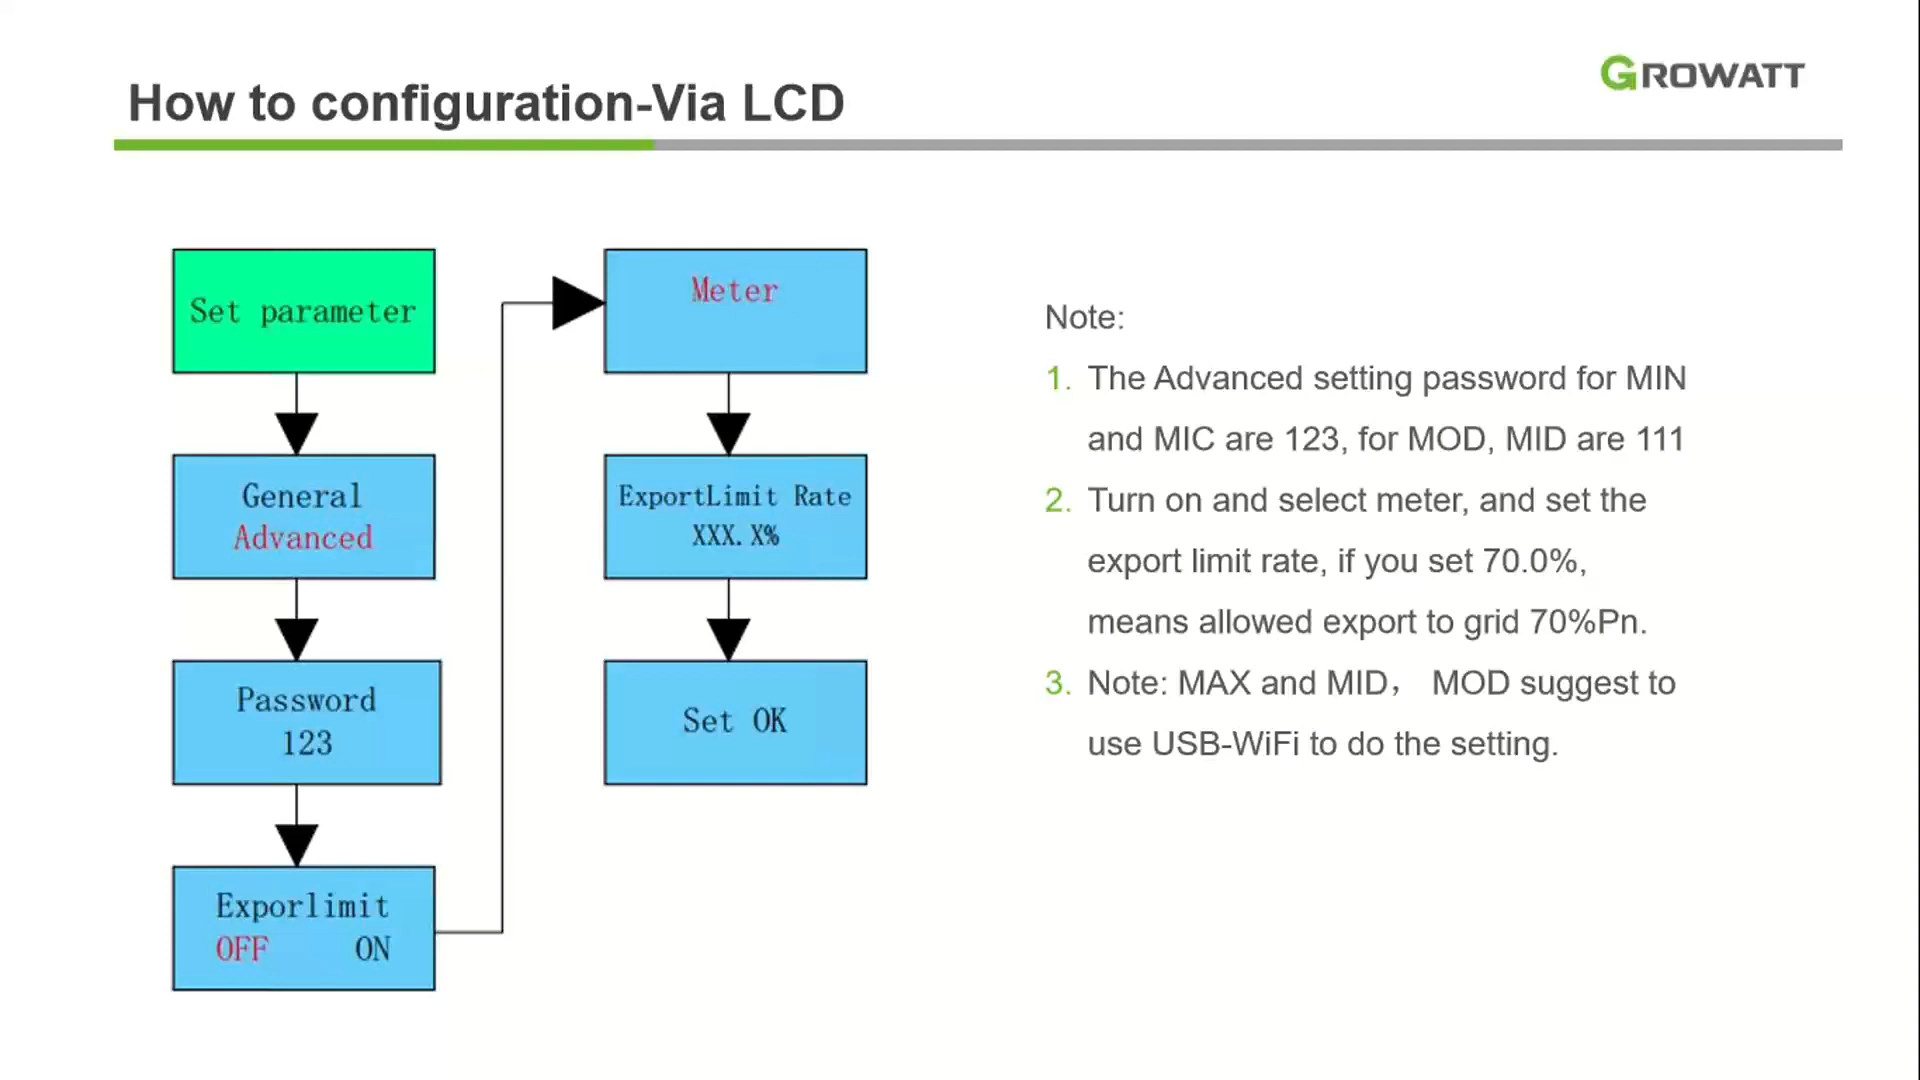 How to configuration-Via LCD
GROWATT
Set parameter
General
Advanced
Password
123
Exporlimit
OFF ON
Meter
ExportLimit Rate
XXX.X%
Set OK
Note:
1. The Advanced setting password for MIN
and MIC are 123, for MOD, MID are 111
2. Turn on and select meter, and set the
export limit rate, if you set 70.0%,
means allowed export to grid 70%Pn.
3. Note: MAX and MID， MOD suggest to
use USB-WiFi to do the setting.